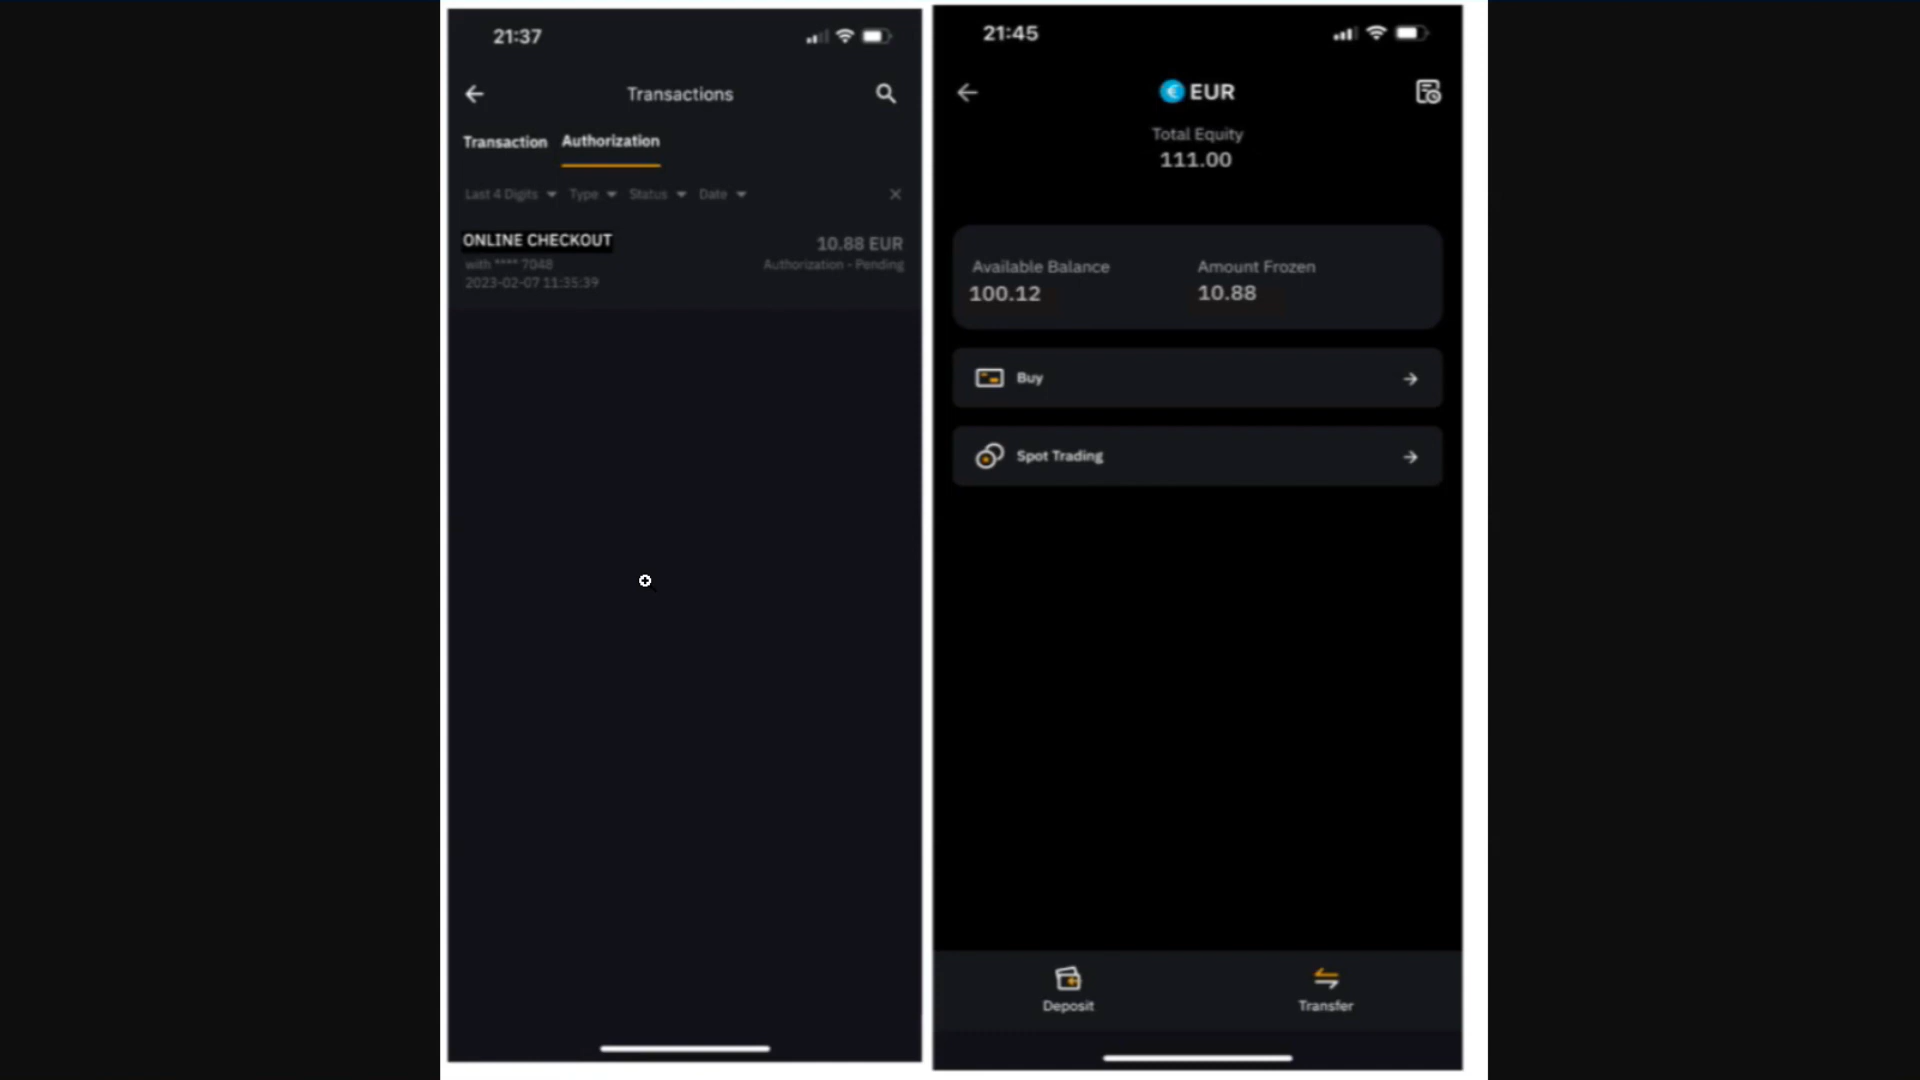 21:37
Transactions
Transaction Authorization
Last 4 Digits Type Status Date
ONLINE CHECKOUT
10.88 EUR
with **** 7048
Authorization - Pending
2023-02-07 11:35:39
21:45
EUR
Total Equity
111.00
Available Balance
100.12
Amount Frozen
10.88
Buy
Spot Trading
Deposit
Transfer